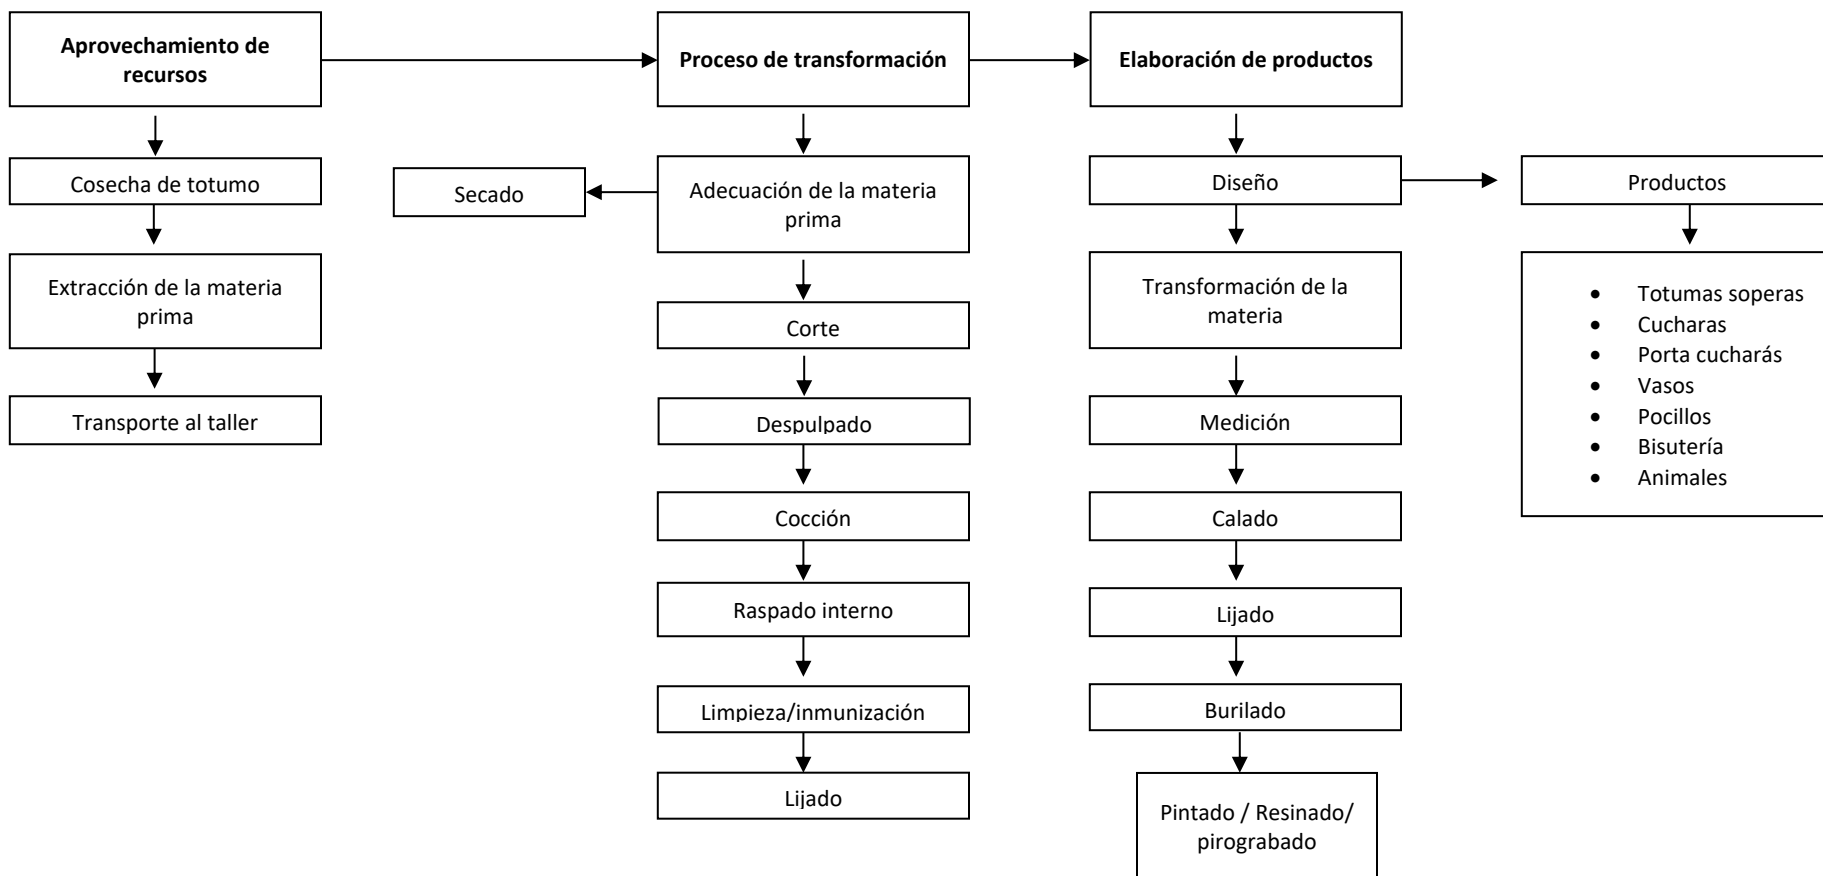 Aprovechamiento de
recursos
Cosecha de totumo
Extracción de la materia
prima
Transporte al taller
Proceso de transformación
Secado
Adecuación de la materia
prima
Corte
Despulpado
Cocción
Raspado interno
Limpieza/inmunización
Lijado
Elaboración de productos
Diseño
Transformación de la
materia
Medición
Calado
Lijado
Burilado
Pintado / Resinado/
pirograbado
Productos
• Totumas soperas
• Cucharas
• Porta cucharás
• Vasos
• Pocillos
• Bisutería
• Animales